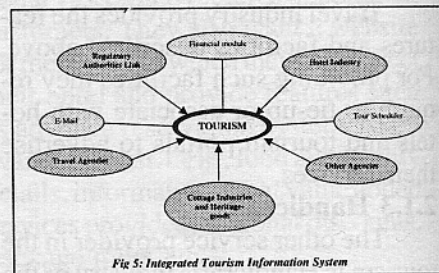 Financial module
Regulatory
Authorities Link
Hotel Industry
E-Mail
TOURISM
Tour Scheduler
Travel Agencies
Other Agencies
Cottage Industries
and Heritage-
goods
Fig 5: Integrated Tourism Information System